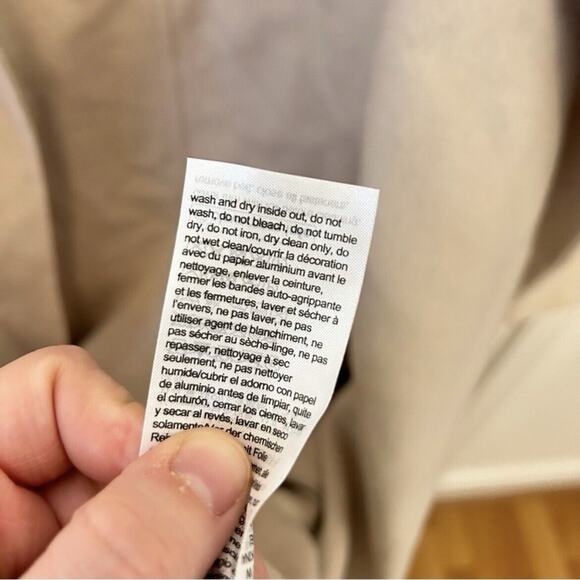 wash and dry inside out, do not
wash, do not bleach, do not tumble
dry, do not iron, dry clean only, do
not wet clean/couvrir la décoration
avec du papier aluminium avant le
nettoyage, enlever la ceinture,
fermer les bandes auto-agrippante
et les fermetures, laver et sécher à
l'envers, ne pas laver, ne pas
utiliser agent de blanchiment, ne
pas sécher au sèche-linge, ne pas
repasser, nettoyage à sec
seulement, ne pas nettoyer
humide/cubrir el adorno con papel
de aluminio antes de limpiar, quite
el cinturón, cerrar los cierres, lavar
y secar al revés, lavar en seco
der chemischen
Folie